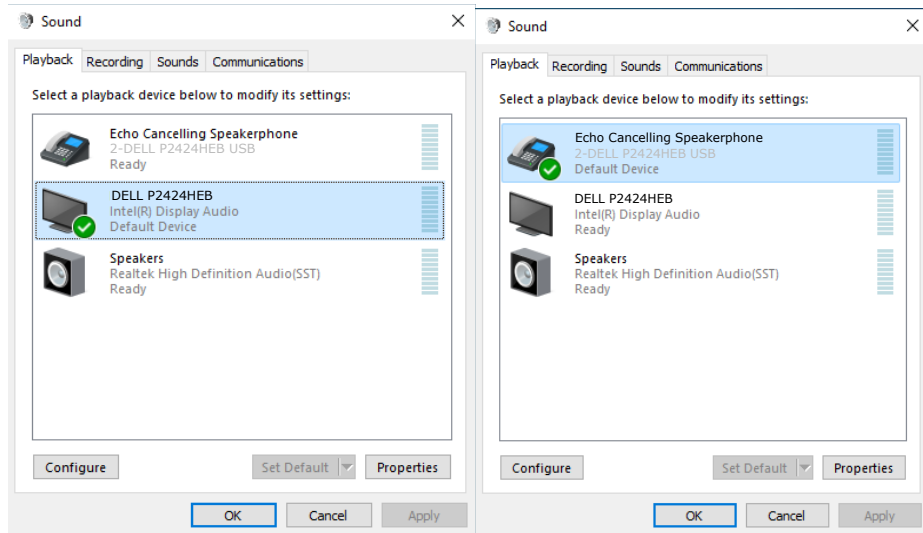 Sound
Playback Recording Sounds Communications
Select a playback device below to modify its settings:
Echo Cancelling Speakerphone
2-DELL P2424HEB USB
Ready
DELL P2424HEB
Intel(R) Display Audio
Default Device
Speakers
Realtek High Definition Audio(SST)
Ready
Configure Set Default Properties
OK Cancel Apply
Sound
Playback Recording Sounds Communications
Select a playback device below to modify its settings:
Echo Cancelling Speakerphone
2-DELL P2424HEB USB
Default Device
DELL P2424HEB
Intel(R) Display Audio
Ready
Speakers
Realtek High Definition Audio(SST)
Ready
Configure Set Default Properties
OK Cancel Apply